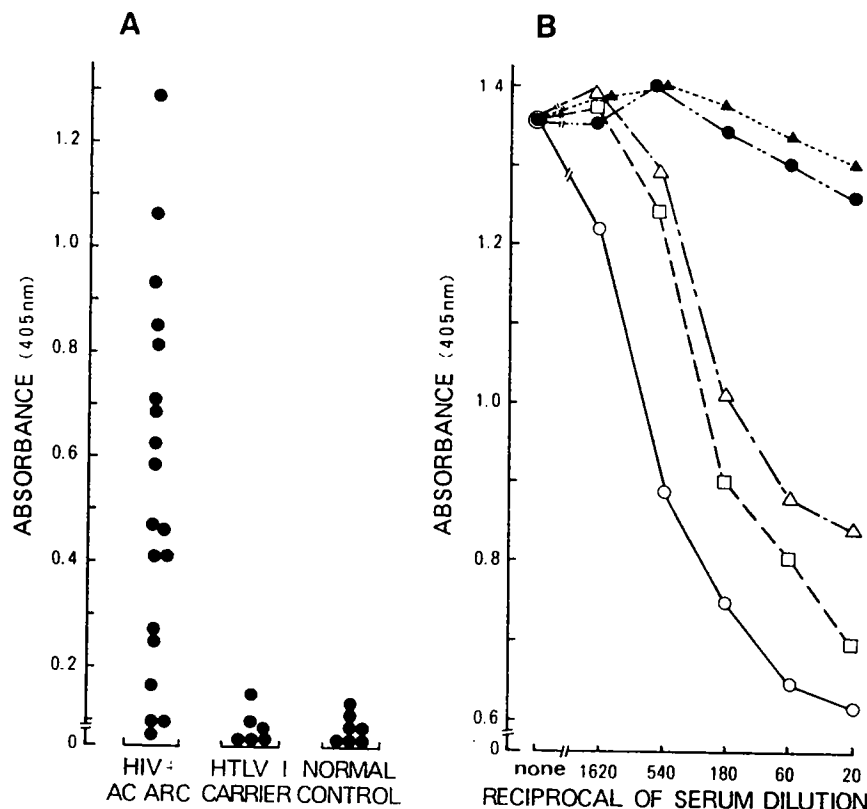 A
B
1.2
1.0
0.8
0.6
0.4
0.2
0
ABSORBANCE (405nm)
HIV+ HTLV I NORMAL
AC ARC CARRIER CONTROL
1.4
1.2
1.0
0.8
0.6
0
ABSORBANCE (405nm)
none 1620 540 180 60 20
RECIPROCAL OF SERUM DILUTION